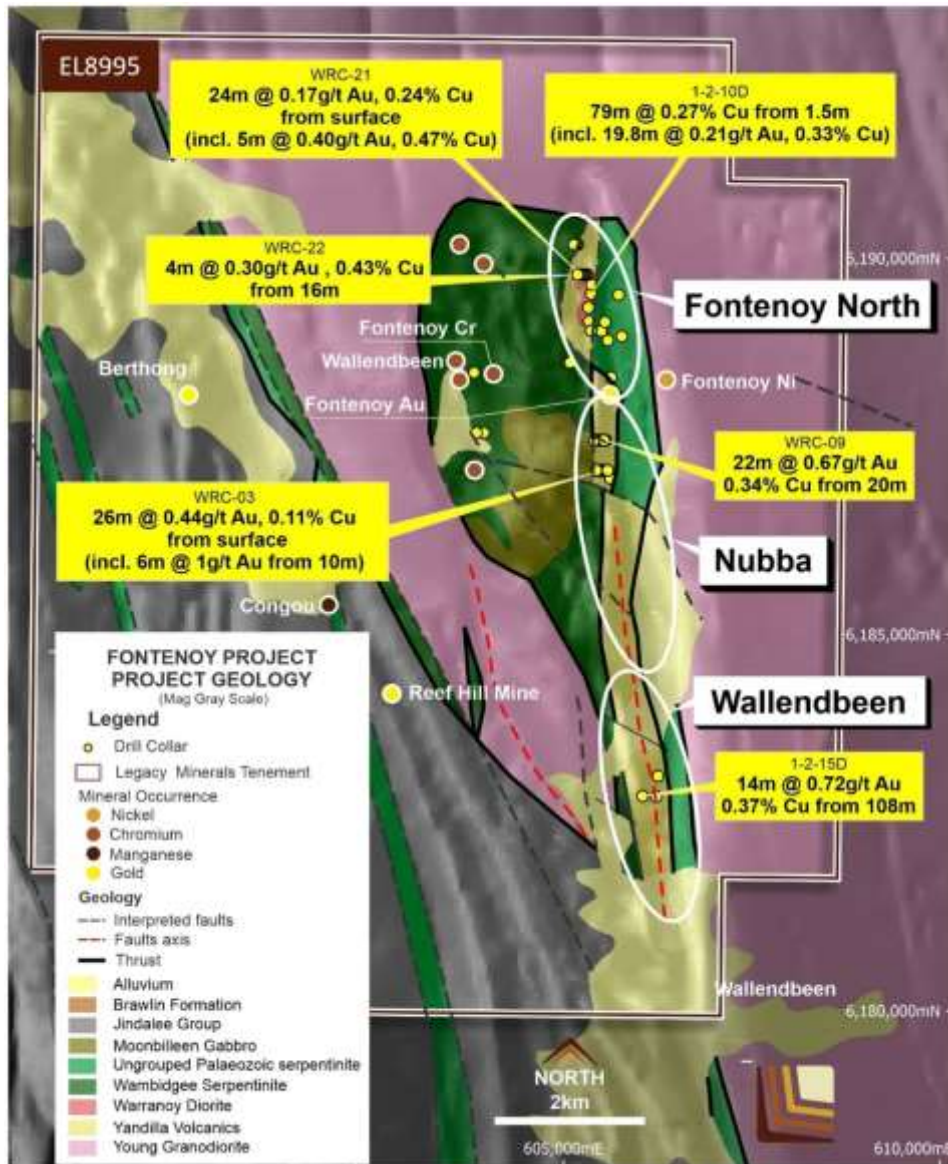 EL8995
WRC-21
24m @ 0.17g/t Au, 0.24% Cu
from surface
(incl. 5m @ 0.40g/t Au, 0.47% Cu)
1-2-10D
79m @ 0.27% Cu from 1.5m
(incl. 19.8m @ 0.21g/t Au, 0.33% Cu)
WRC-22
4m @ 0.30g/t Au , 0.43% Cu
from 16m
6,190,000mN
Fontenoy North
Fontenoy Cr
Wallendbeen
Berthong
Fontenoy Au
Fontenoy Ni
WRC-09
22m @ 0.67g/t Au
0.34% Cu from 20m
WRC-03
26m @ 0.44g/t Au, 0.11% Cu
from surface
(incl. 6m @ 1g/t Au from 10m)
Nubba
Congou
6,185,000mN
Reef Hill Mine
Wallendbeen
1-2-15D
14m @ 0.72g/t Au
0.37% Cu from 108m
FONTENOY PROJECT
PROJECT GEOLOGY
(Mag Gray Scale)
Legend
Drill Collar
Legacy Minerals Tenement
Mineral Occurrence
Nickel
Chromium
Manganese
Gold
Geology
Interpreted faults
Faults axis
Thrust
Alluvium
Brawlin Formation
Jindalee Group
Moonbilleen Gabbro
Ungrouped Palaeozoic serpentinite
Wambidgee Serpentinite
Warranoy Diorite
Yandilla Volcanics
Young Granodiorite
Wallendbeen
6,180,000mN
NORTH
2km
605,000mE
610,000m